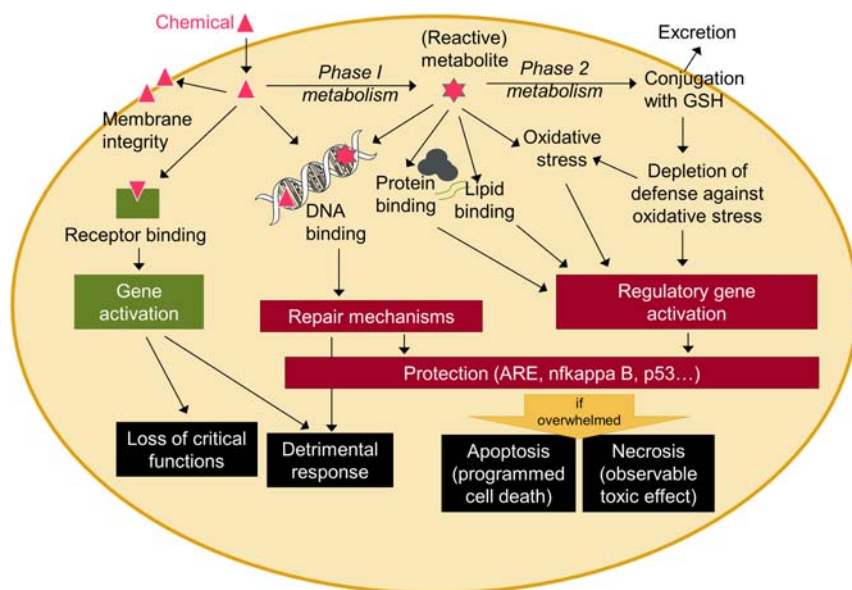 Chemical
Excretion
(Reactive)
metabolite
Phase I
metabolism
Phase 2
metabolism
Conjugation
with GSH
Membrane
integrity
Oxidative
stress
Protein
binding
Lipid
binding
Depletion of
defense against
oxidative stress
DNA
binding
Receptor binding
Gene
activation
Repair mechanisms
Regulatory gene
activation
Protection (ARE, nfkappa B, p53...)
if
overwhelmed
Loss of critical
functions
Detrimental
response
Apoptosis
(programmed
cell death)
Necrosis
(observable
toxic effect)